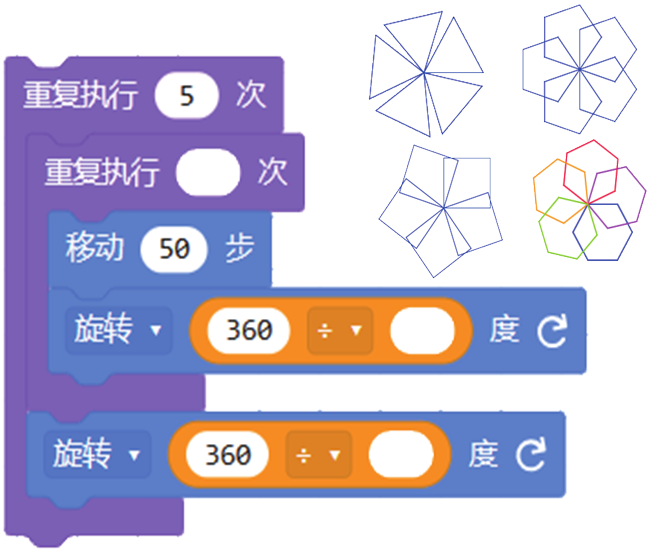 重复执行 5 次
重复执行 次
移动 50 步
旋转 360 ÷ 度
旋转 360 ÷ 度